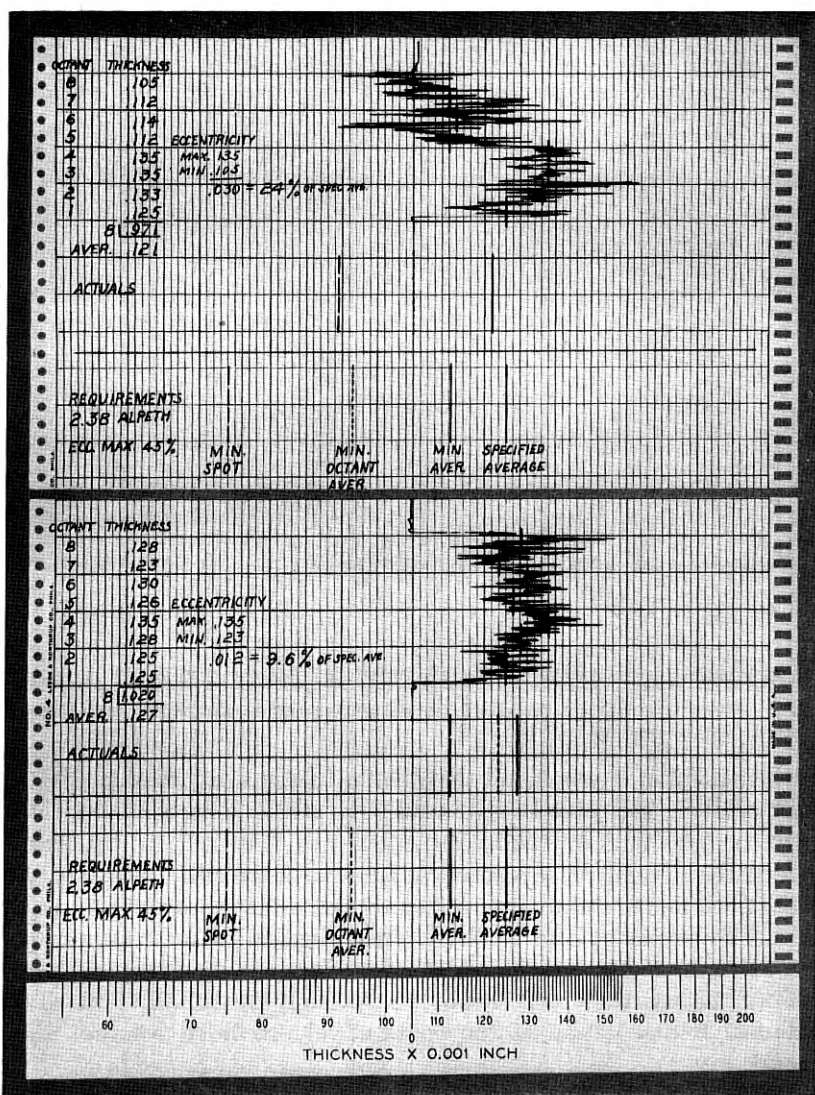 OCTANT THICKNESS
8 .105
7 .112
6 .114
5 .112 ECCENTRICITY
4 .135 MAX. .135
3 .135 MIN. .105
2 .133 .030 = 24% OF SPEC. AVE.
1 .125
8 .971
AVER. .121
ACTUALS
REQUIREMENTS
2.38 ALPETH
ECC. MAX. 45% MIN. SPOT MIN. OCTANT AVER. MIN. AVER. SPECIFIED AVERAGE
OCTANT THICKNESS
8 .128
7 .123
6 .130
5 .126 ECCENTRICITY
4 .135 MAX. .135
3 .128 MIN. .123
2 .125 .012 = 9.6% OF SPEC. AVE.
1 .125
8 1.020
AVER. .127
ACTUALS
REQUIREMENTS
2.38 ALPETH
ECC. MAX. 45% MIN. SPOT MIN. OCTANT AVER. MIN. AVER. SPECIFIED AVERAGE
60 70 80 90 100 110 120 130 140 150 160 170 180 190 200
0
THICKNESS X 0.001 INCH